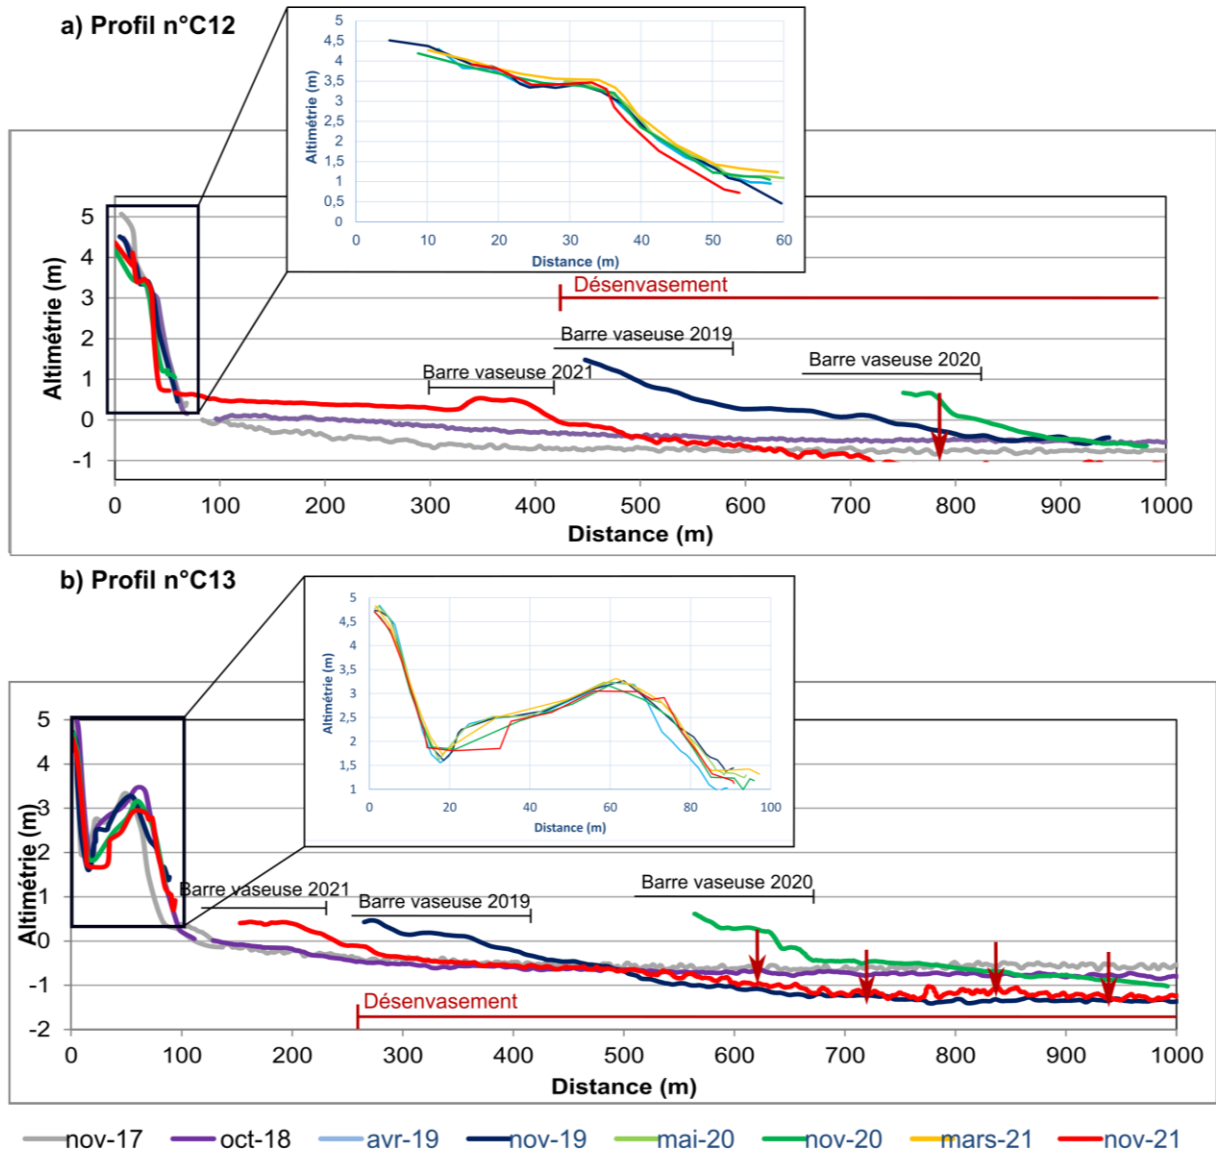 a) Profil n°C12
Altimétrie (m)
5
4,5
4
3,5
3
2,5
2
1,5
1
0,5
0
0 10 20 30 40 50 60
Distance (m)
Altimétrie (m)
5
4
3
2
1
0
-1
Désenvasement
Barre vaseuse 2019
Barre vaseuse 2021
Barre vaseuse 2020
0 100 200 300 400 500 600 700 800 900 1000
Distance (m)
b) Profil n°C13
Altimétrie (m)
5
4,5
4
3,5
3
2,5
2
1,5
1
0 20 40 60 80 100
Distance (m)
Altimétrie (m)
5
4
3
2
1
0
-1
-2
Barre vaseuse 2021
Barre vaseuse 2019
Barre vaseuse 2020
Désenvasement
0 100 200 300 400 500 600 700 800 900 1000
Distance (m)
nov-17 oct-18 avr-19 nov-19 mai-20 nov-20 mars-21 nov-21